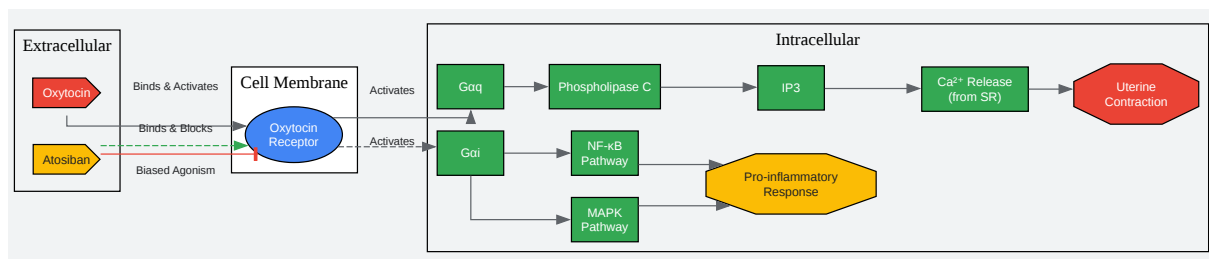 Extracellular
Oxytocin
Atosiban
Binds & Activates
Binds & Blocks
Biased Agonism
Cell Membrane
Oxytocin
Receptor
Activates
Activates
Intracellular
Gαq
Phospholipase C
IP3
Ca²⁺ Release
(from SR)
Uterine
Contraction
Gαi
NF-κB
Pathway
MAPK
Pathway
Pro-inflammatory
Response